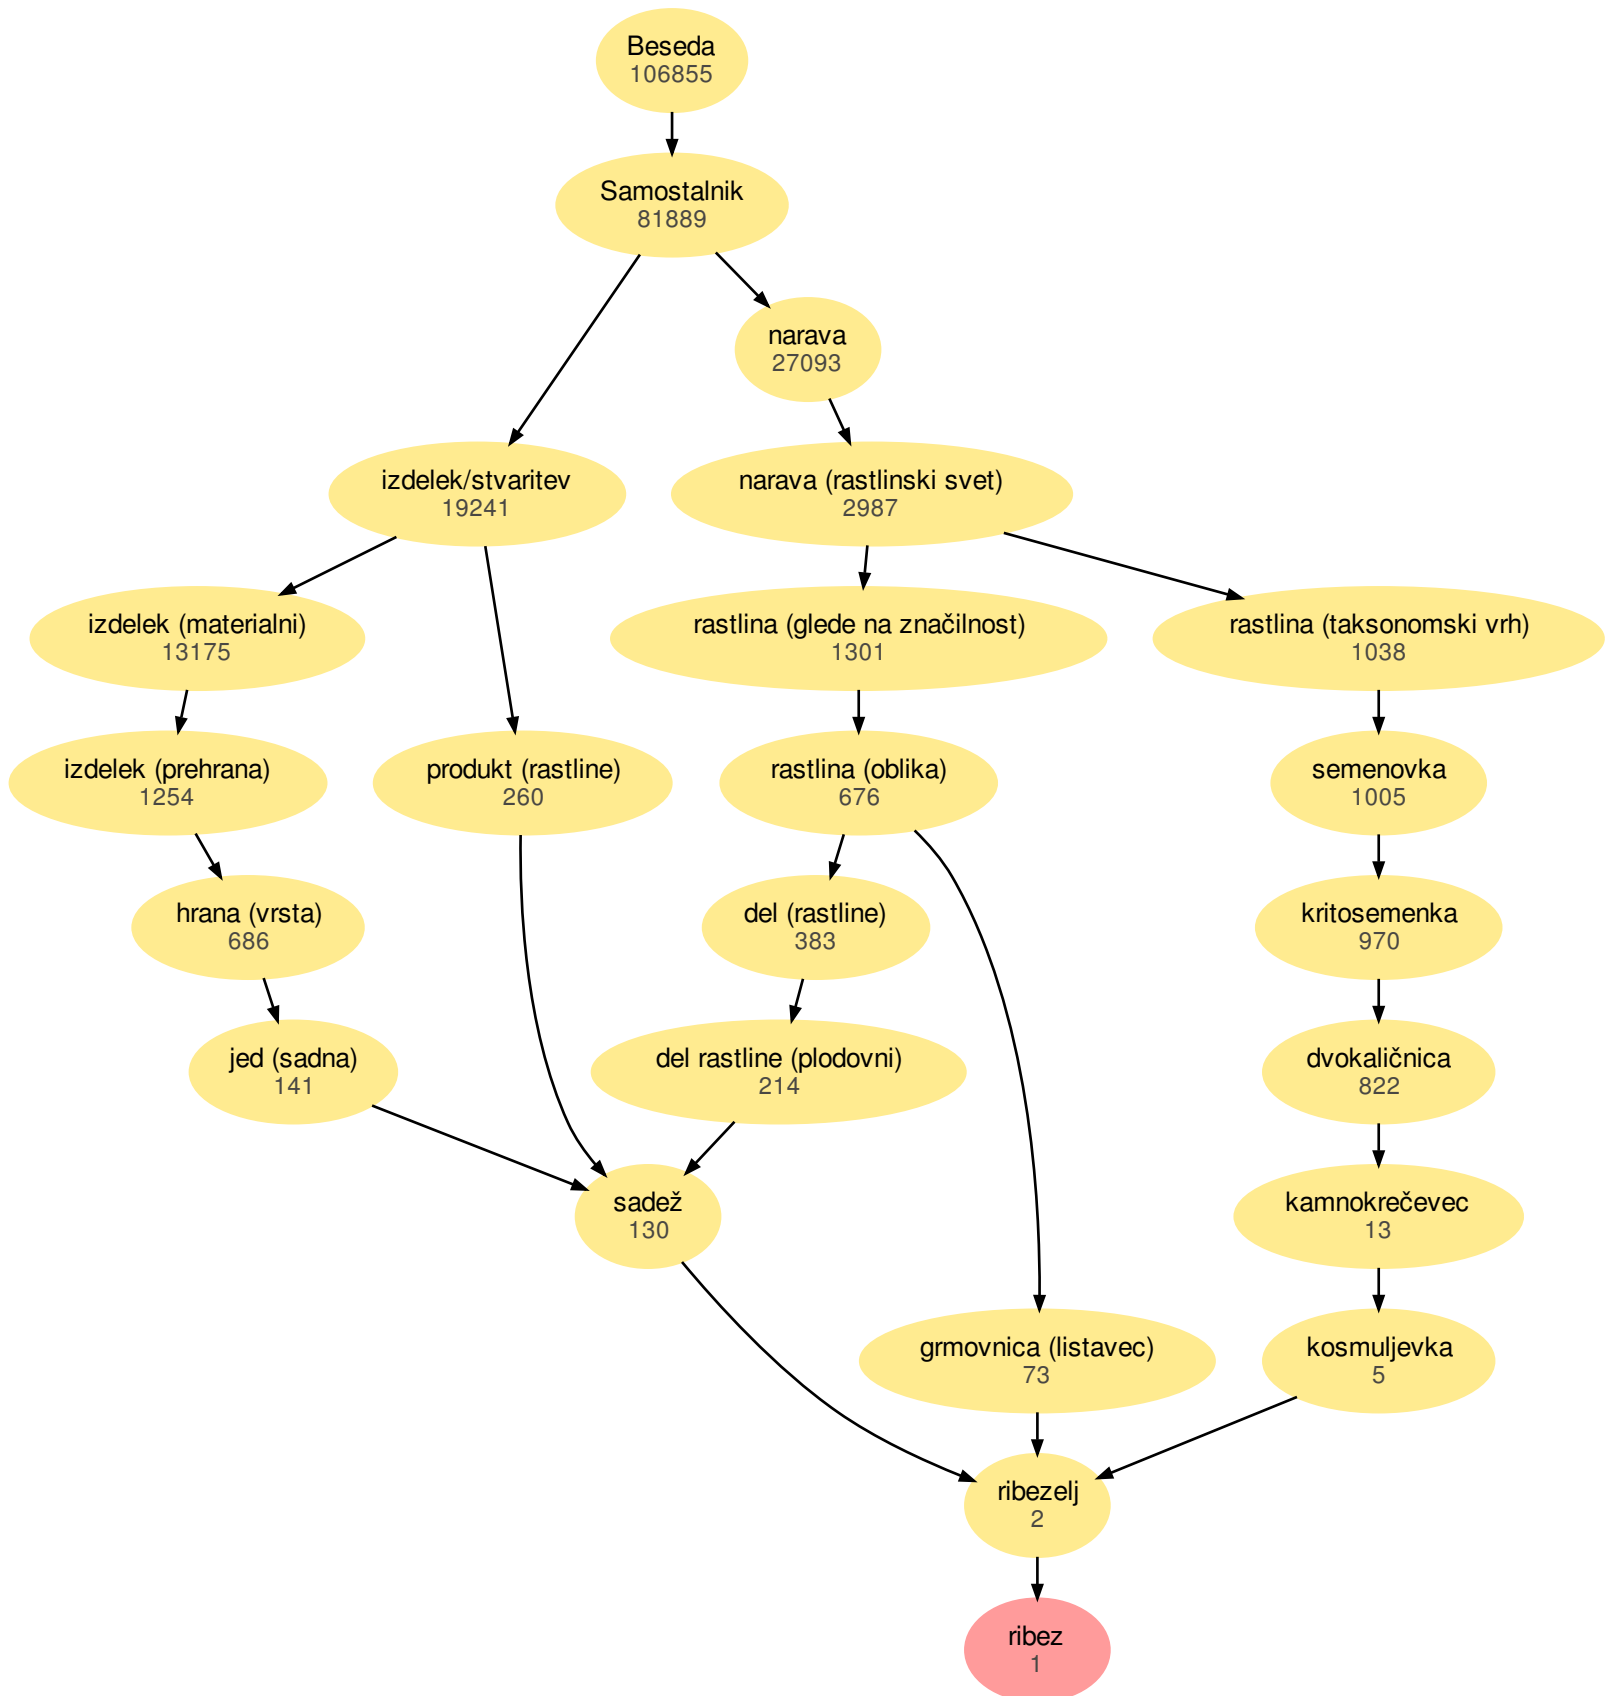 Beseda
106855
Samostalnik
81889
narava
27093
izdelek/stvaritev
19241
narava (rastlinski svet)
2987
izdelek (materialni)
13175
rastlina (glede na značilnost)
1301
rastlina (taksonomski vrh)
1038
izdelek (prehrana)
1254
produkt (rastline)
260
rastlina (oblika)
676
semenovka
1005
hrana (vrsta)
686
del (rastline)
383
kritosemenka
970
jed (sadna)
141
del rastline (plodovni)
214
dvokaličnica
822
sadež
130
kamnokrečevec
13
grmovnica (listavec)
73
kosmuljevka
5
ribezelj
2
ribez
1